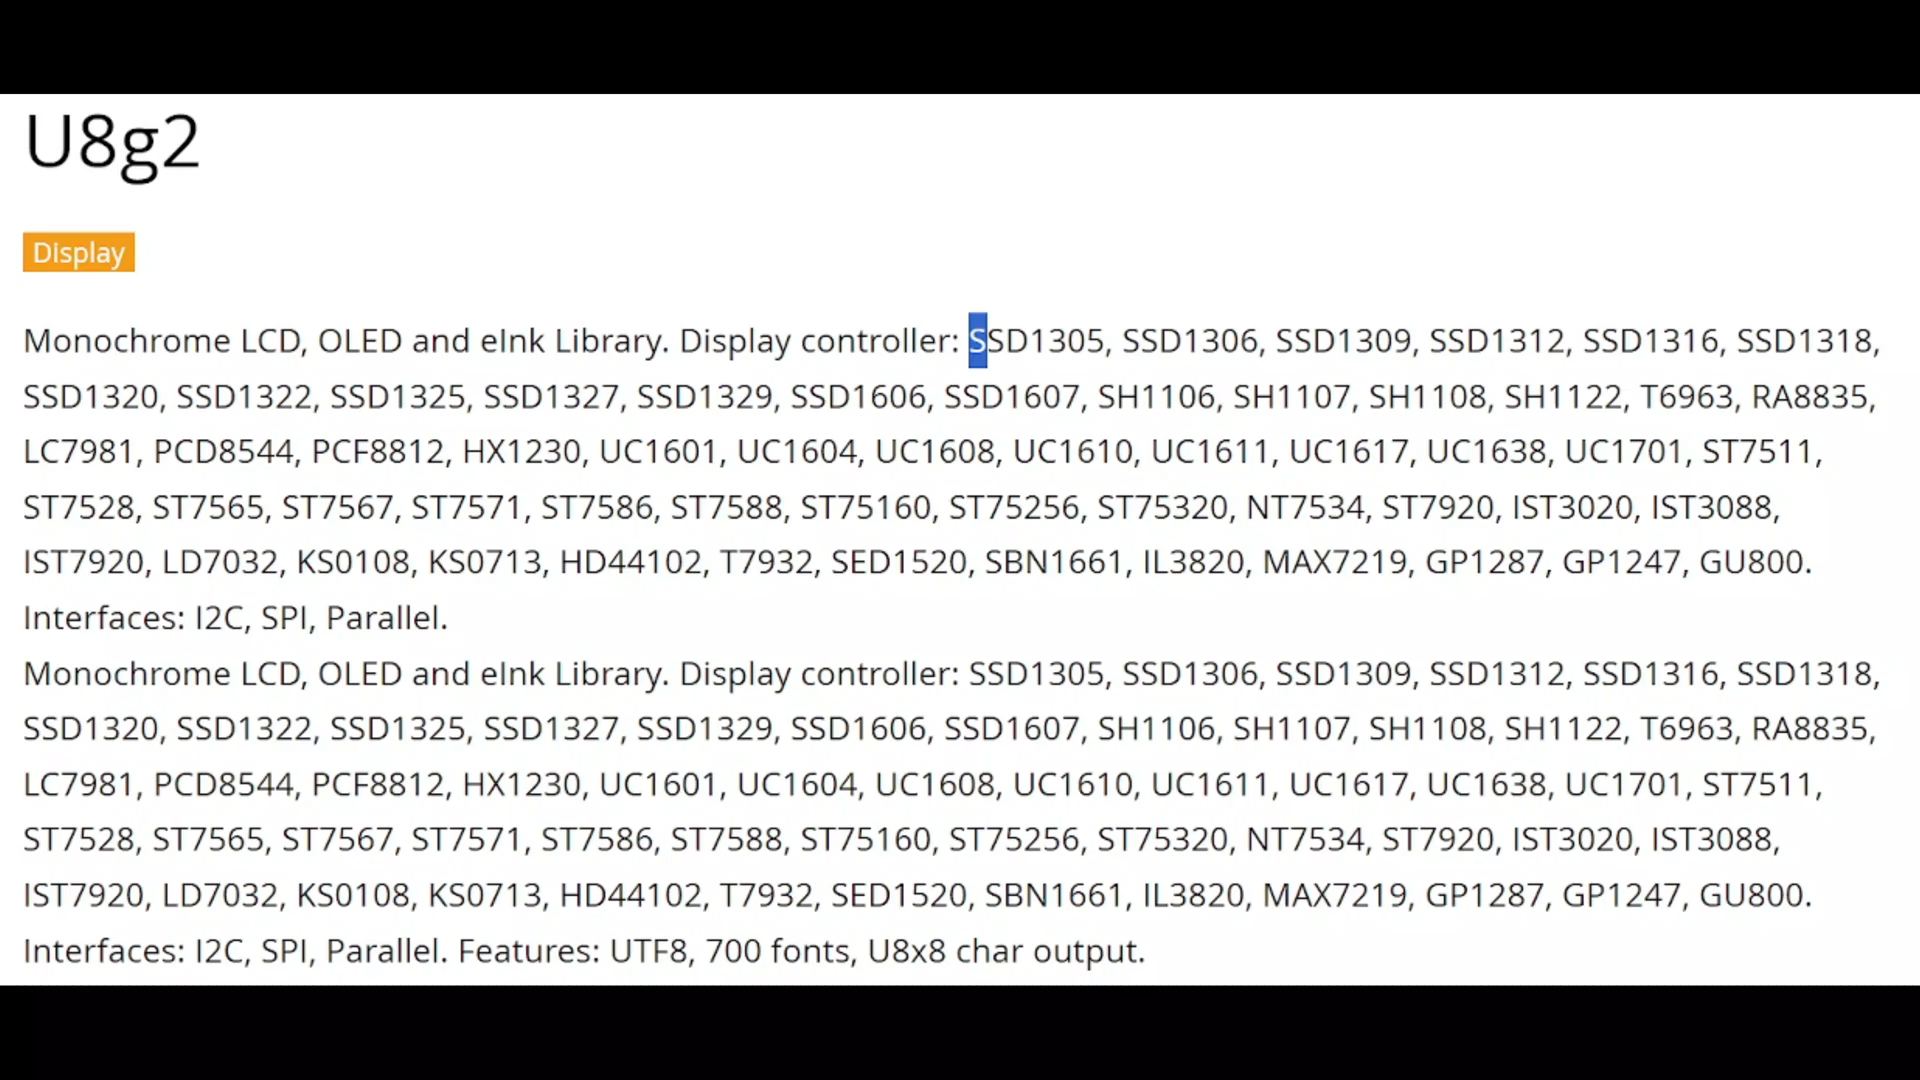 U8g2
Display
Monochrome LCD, OLED and eInk Library. Display controller: SSD1305, SSD1306, SSD1309, SSD1312, SSD1316, SSD1318,
SSD1320, SSD1322, SSD1325, SSD1327, SSD1329, SSD1606, SSD1607, SH1106, SH1107, SH1108, SH1122, T6963, RA8835,
LC7981, PCD8544, PCF8812, HX1230, UC1601, UC1604, UC1608, UC1610, UC1611, UC1617, UC1638, UC1701, ST7511,
ST7528, ST7565, ST7567, ST7571, ST7586, ST7588, ST75160, ST75256, ST75320, NT7534, ST7920, IST3020, IST3088,
IST7920, LD7032, KS0108, KS0713, HD44102, T7932, SED1520, SBN1661, IL3820, MAX7219, GP1287, GP1247, GU800.
Interfaces: I2C, SPI, Parallel.
Monochrome LCD, OLED and eInk Library. Display controller: SSD1305, SSD1306, SSD1309, SSD1312, SSD1316, SSD1318,
SSD1320, SSD1322, SSD1325, SSD1327, SSD1329, SSD1606, SSD1607, SH1106, SH1107, SH1108, SH1122, T6963, RA8835,
LC7981, PCD8544, PCF8812, HX1230, UC1601, UC1604, UC1608, UC1610, UC1611, UC1617, UC1638, UC1701, ST7511,
ST7528, ST7565, ST7567, ST7571, ST7586, ST7588, ST75160, ST75256, ST75320, NT7534, ST7920, IST3020, IST3088,
IST7920, LD7032, KS0108, KS0713, HD44102, T7932, SED1520, SBN1661, IL3820, MAX7219, GP1287, GP1247, GU800.
Interfaces: I2C, SPI, Parallel. Features: UTF8, 700 fonts, U8x8 char output.